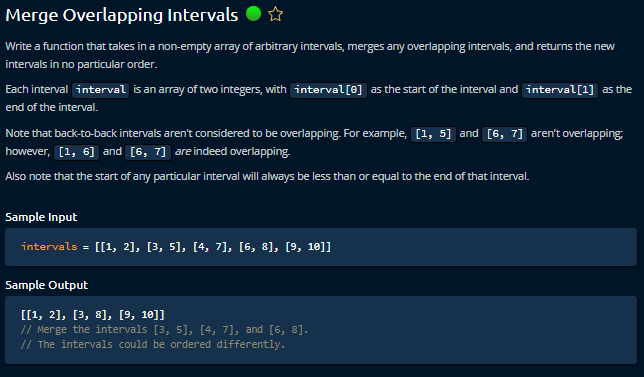 Merge Overlapping Intervals
Write a function that takes in a non-empty array of arbitrary intervals, merges any overlapping intervals, and returns the new
intervals in no particular order.
Each interval interval is an array of two integers, with interval[0] as the start of the interval and interval[1] as the
end of the interval.
Note that back-to-back intervals aren't considered to be overlapping. For example, [1, 5] and [6, 7] aren't overlapping;
however, [1, 6] and [6, 7] are indeed overlapping.
Also note that the start of any particular interval will always be less than or equal to the end of that interval.
Sample Input
intervals = [[1, 2], [3, 5], [4, 7], [6, 8], [9, 10]]
Sample Output
[[1, 2], [3, 8], [9, 10]]
// Merge the intervals [3, 5], [4, 7], and [6, 8].
// The intervals could be ordered differently.